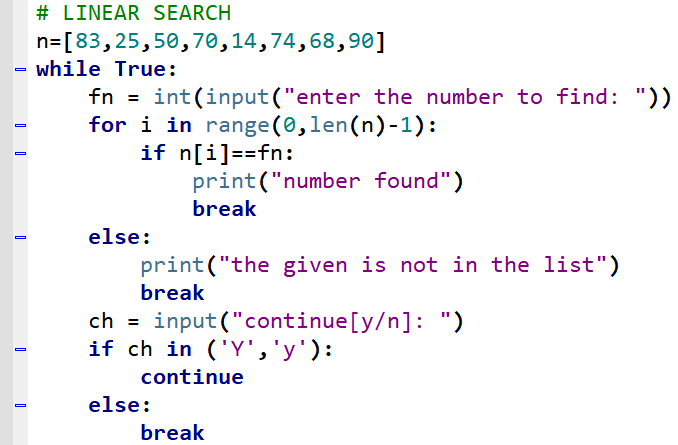 # LINEAR SEARCH
n=[83,25,50,70,14,74,68,90]
while True:
    fn = int(input("enter the number to find: "))
    for i in range(0,len(n)-1):
        if n[i]==fn:
            print("number found")
            break
    else:
        print("the given is not in the list")
        break
    ch = input("continue[y/n]: ")
    if ch in ('Y','y'):
        continue
    else:
        break